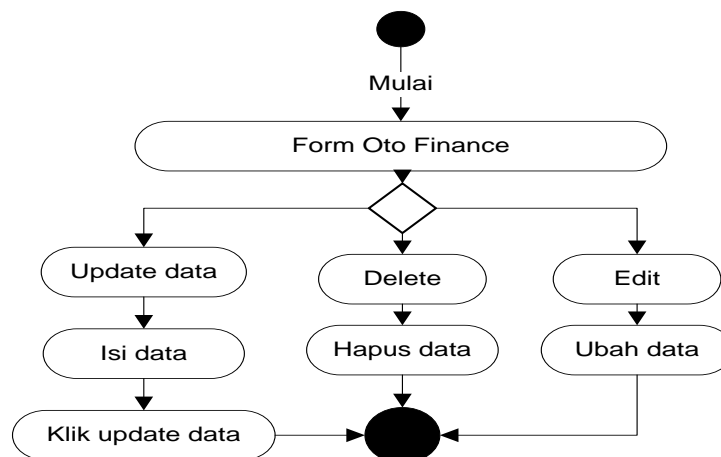 Mulai
Form Oto Finance
Update data
Delete
Edit
Isi data
Hapus data
Ubah data
Klik update data